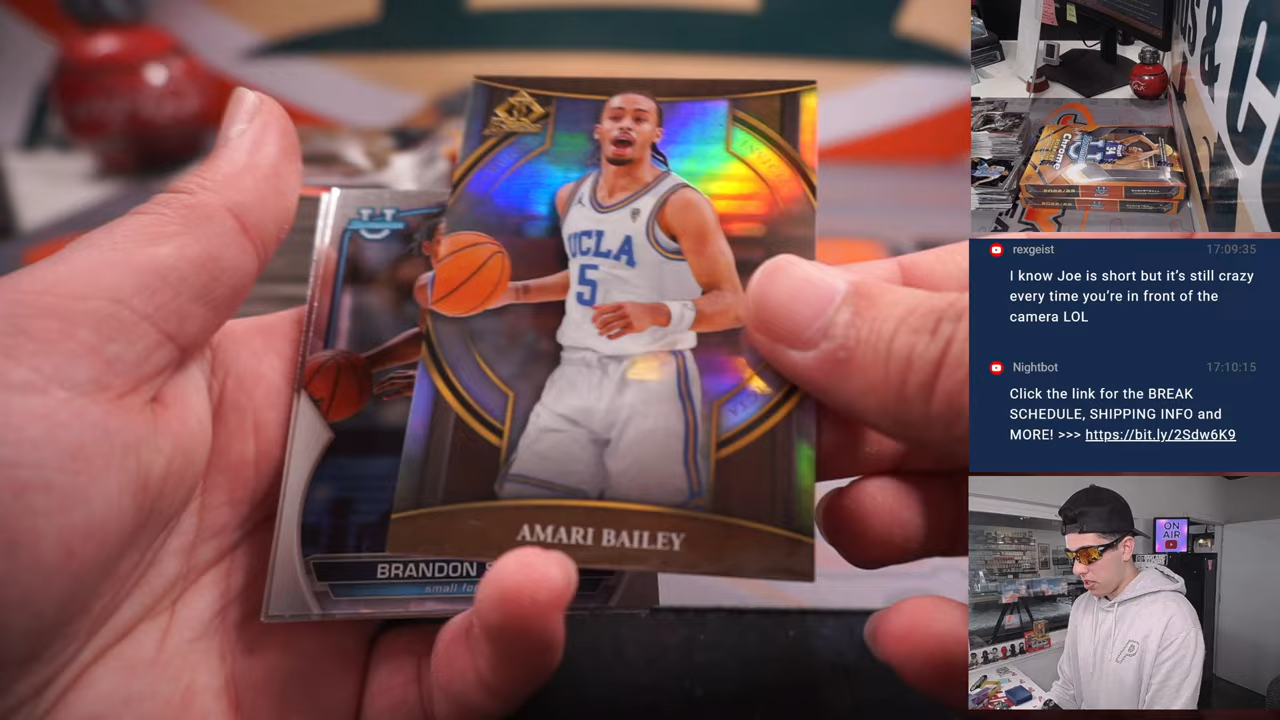 UCLA
5
AMARI BAILEY
BRANDON
small
Chrome
ON
AIR
P
rexgeist 17:09:35
I know Joe is short but it's still crazy
every time you're in front of the
camera LOL
Nightbot 17:10:15
Click the link for the BREAK
SCHEDULE, SHIPPING INFO and
MORE! >>> https://bit.ly/2Sdw6K9